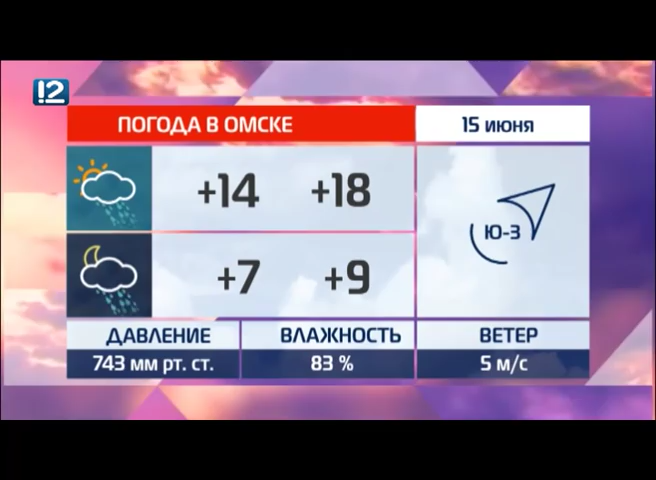 12
ПОГОДА В ОМСКЕ
15 июня
+14 +18
Ю-З
+7 +9
ДАВЛЕНИЕ ВЛАЖНОСТЬ ВЕТЕР
743 мм рт. ст. 83 % 5 м/с